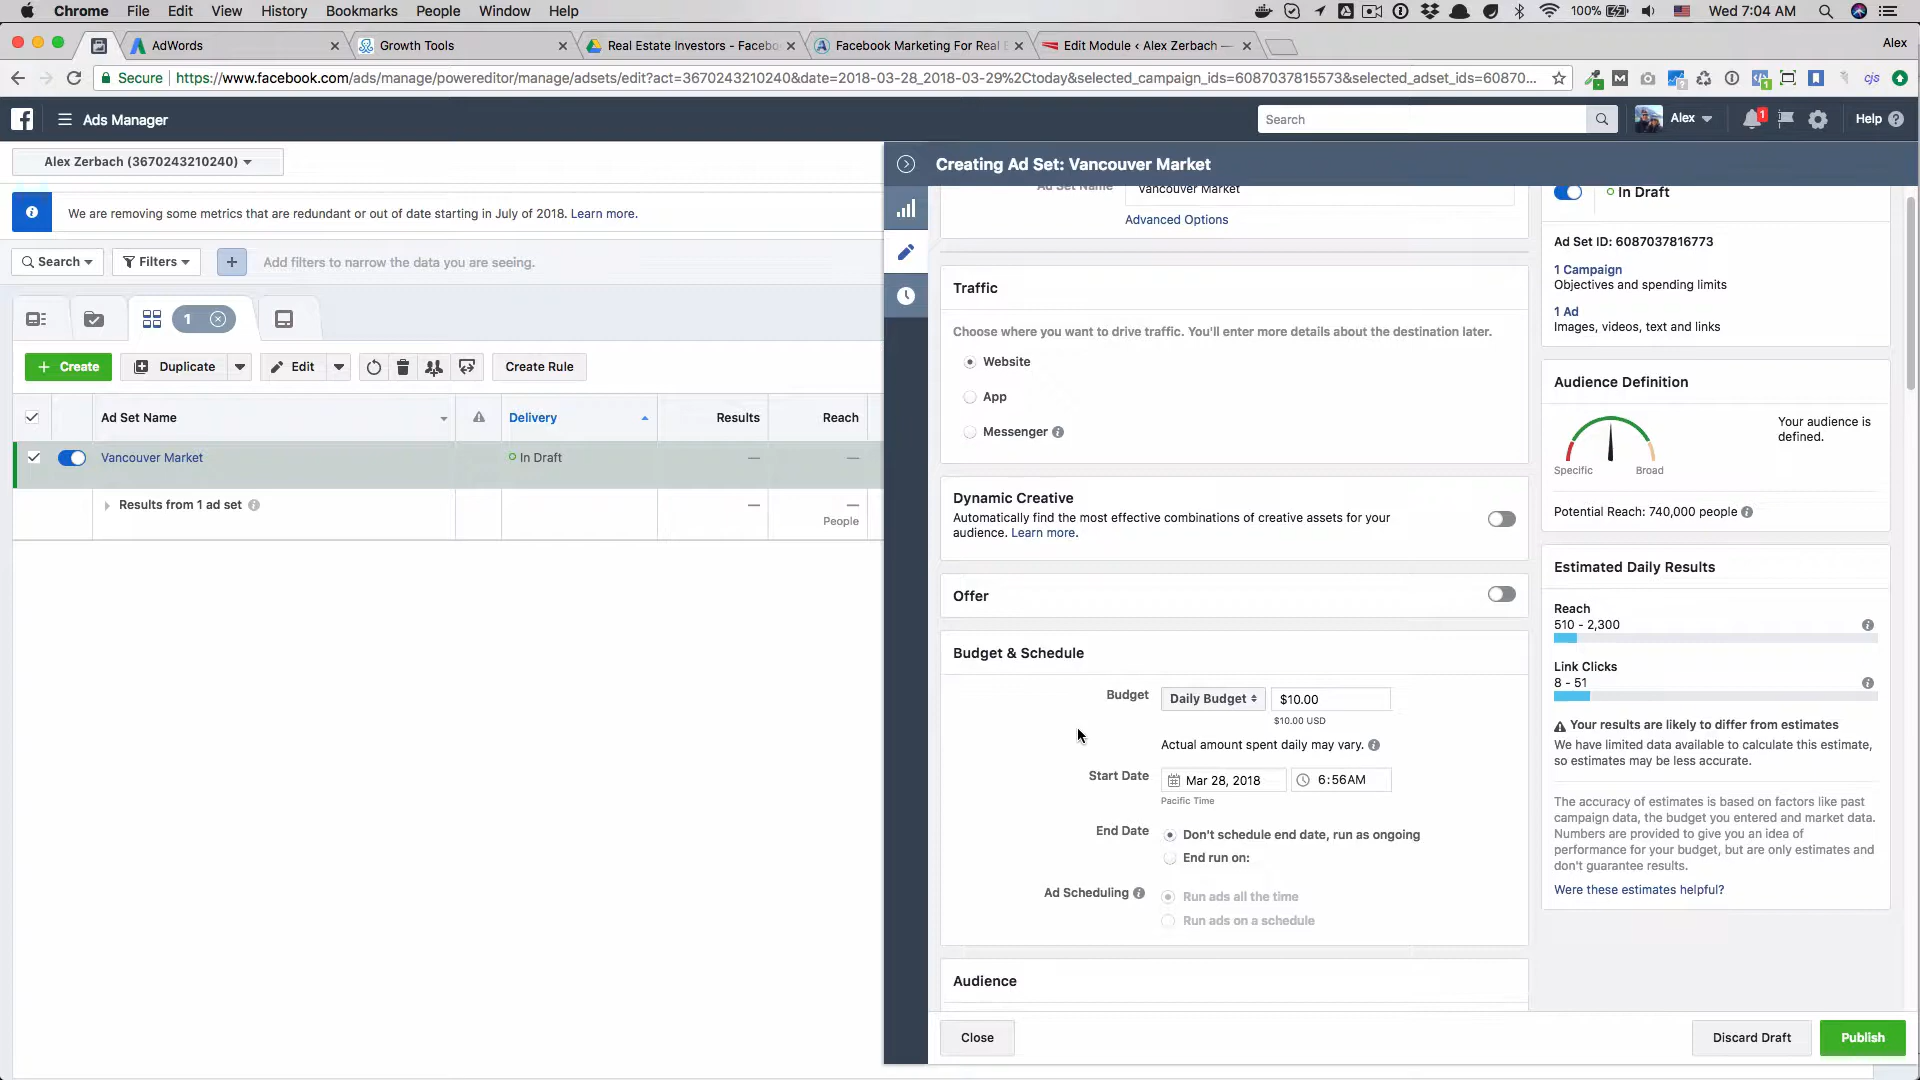 Chrome File Edit View History Bookmarks People Window Help
100% Wed 7:04 AM
AdWords
Growth Tools
Real Estate Investors - Facebo
Facebook Marketing For Real E
Edit Module ‹ Alex Zerbach —
Alex
Secure https://www.facebook.com/ads/manage/powereditor/manage/adsets/edit?act=3670243210240&date=2018-03-28_2018-03-29%2Ctoday&selected_campaign_ids=6087037815573&selected_adset_ids=60870...
cjs
Ads Manager
Search
Alex
1
Help
Alex Zerbach (3670243210240)
We are removing some metrics that are redundant or out of date starting in July of 2018. Learn more.
Search
Filters
Add filters to narrow the data you are seeing.
1
Create
Duplicate
Edit
Create Rule
Ad Set Name
Delivery
Results
Reach
Vancouver Market
In Draft
—
—
Results from 1 ad set
—
—
People
Creating Ad Set: Vancouver Market
Ad Set Name
Vancouver Market
Advanced Options
Traffic
Choose where you want to drive traffic. You'll enter more details about the destination later.
Website
App
Messenger
Dynamic Creative
Automatically find the most effective combinations of creative assets for your
audience. Learn more.
Offer
Budget & Schedule
Budget
Daily Budget
$10.00
$10.00 USD
Actual amount spent daily may vary.
Start Date
Mar 28, 2018
6:56AM
Pacific Time
End Date
Don't schedule end date, run as ongoing
End run on:
Ad Scheduling
Run ads all the time
Run ads on a schedule
Audience
Close
Discard Draft
Publish
In Draft
Ad Set ID: 6087037816773
1 Campaign
Objectives and spending limits
1 Ad
Images, videos, text and links
Audience Definition
Your audience is
defined.
Specific
Broad
Potential Reach: 740,000 people
Estimated Daily Results
Reach
510 - 2,300
Link Clicks
8 - 51
Your results are likely to differ from estimates
We have limited data available to calculate this estimate,
so estimates may be less accurate.
The accuracy of estimates is based on factors like past
campaign data, the budget you entered and market data.
Numbers are provided to give you an idea of
performance for your budget, but are only estimates and
don't guarantee results.
Were these estimates helpful?